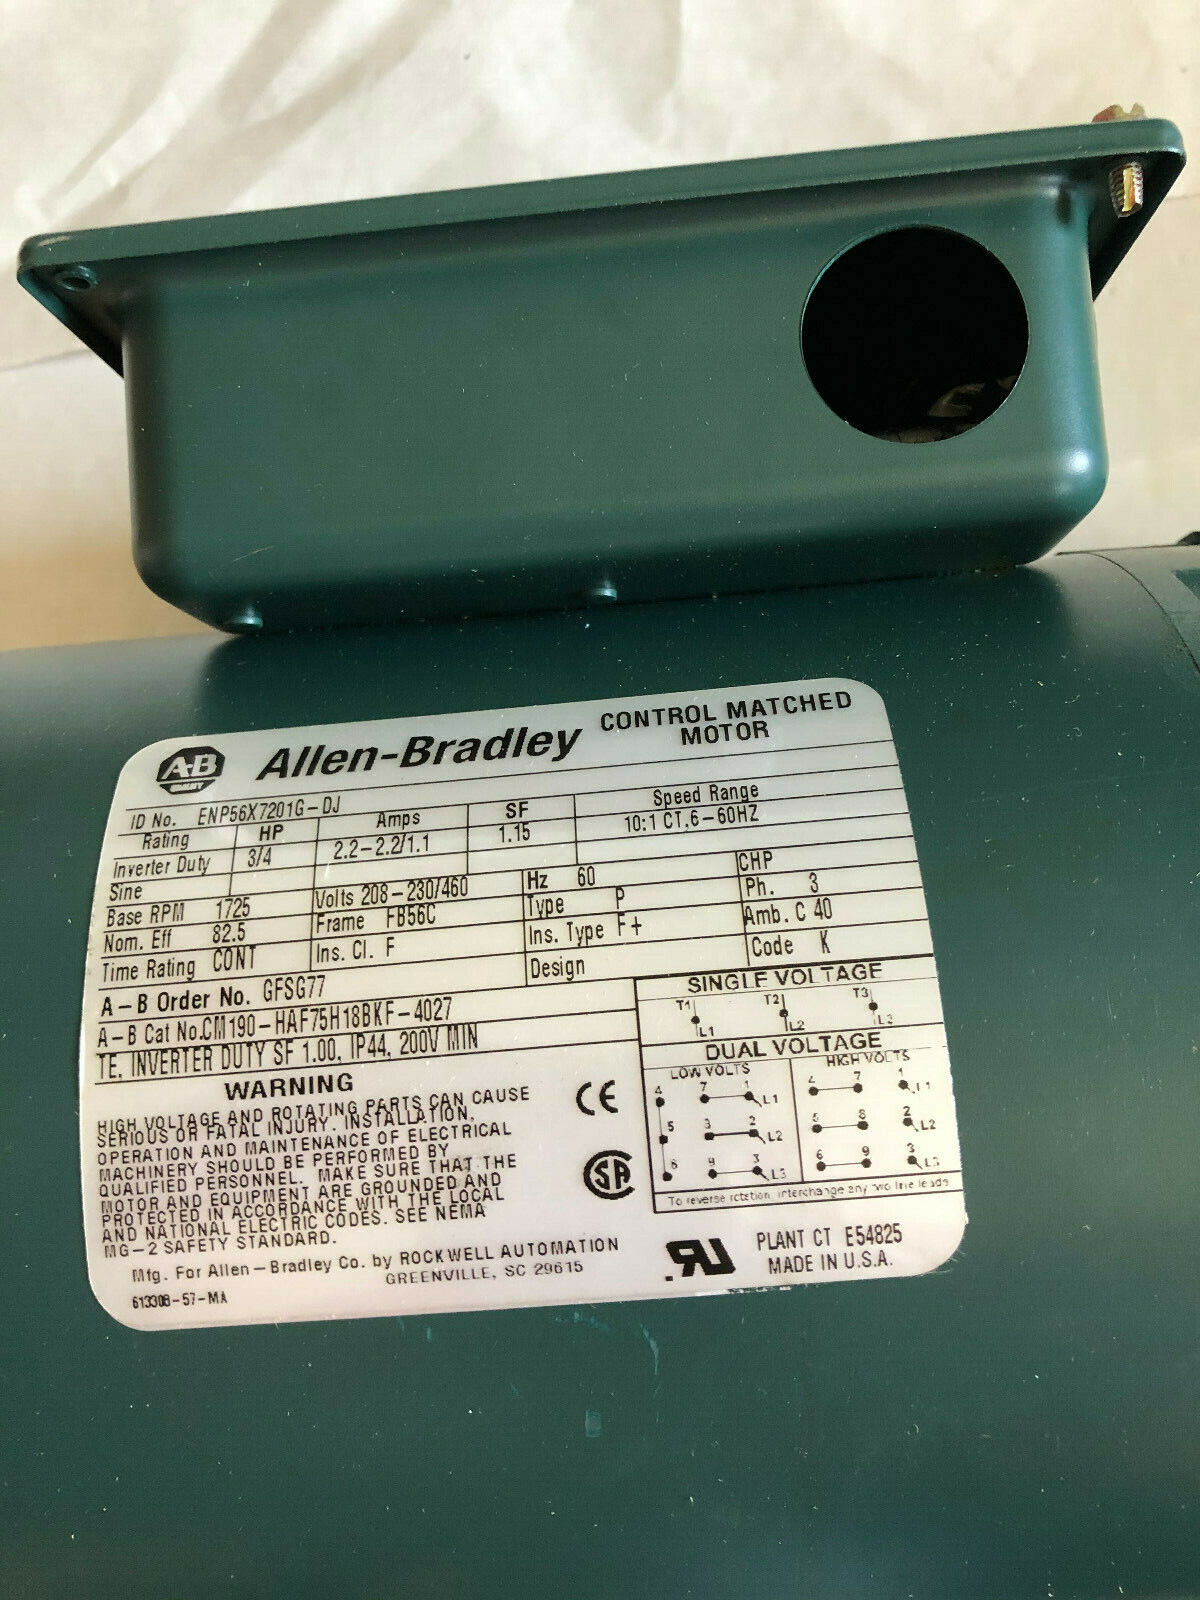 A-B
Allen-Bradley
CONTROL MATCHED
MOTOR
ID No. ENP56X7201G-DJ
Rating HP Amps SF Speed Range
Inverter Duty 3/4 2.2-2.2/1.1 1.15 10:1 CT,6-60HZ
Sine
Base RPM 1725 Volts 208-230/460 Hz 60 CHP
Nom. Eff 82.5 Frame FB56C Type P Ph. 3
Time Rating CONT Ins. Cl. F Ins. Type F+ Amb. C 40
Design Code K
A-B Order No. GFSG77
A-B Cat No.CM190-HAF75H18BKF-4027
TE, INVERTER DUTY SF 1.00, IP44, 200V MIN
WARNING
HIGH VOLTAGE AND ROTATING PARTS CAN CAUSE
SERIOUS OR FATAL INJURY. INSTALLATION,
OPERATION AND MAINTENANCE OF ELECTRICAL
MACHINERY SHOULD BE PERFORMED BY
QUALIFIED PERSONNEL. MAKE SURE THAT THE
MOTOR AND EQUIPMENT ARE GROUNDED AND
PROTECTED IN ACCORDANCE WITH THE LOCAL
AND NATIONAL ELECTRIC CODES. SEE NEMA
MG-2 SAFETY STANDARD.
CE
SA
SINGLE VOLTAGE
T1 T2 T3
L1 L2 L3
DUAL VOLTAGE
LOW VOLTS HIGH VOLTS
4 7 1 L1 4 7 1 L1
5 8 2 L2 5 8 2 L2
6 9 3 L3 6 9 3 L3
To reverse rotation, interchange any two line leads
Mfg. For Allen-Bradley Co. by ROCKWELL AUTOMATION
GREENVILLE, SC 29615
613308-57-MA
RU
PLANT CT E54825
MADE IN U.S.A.